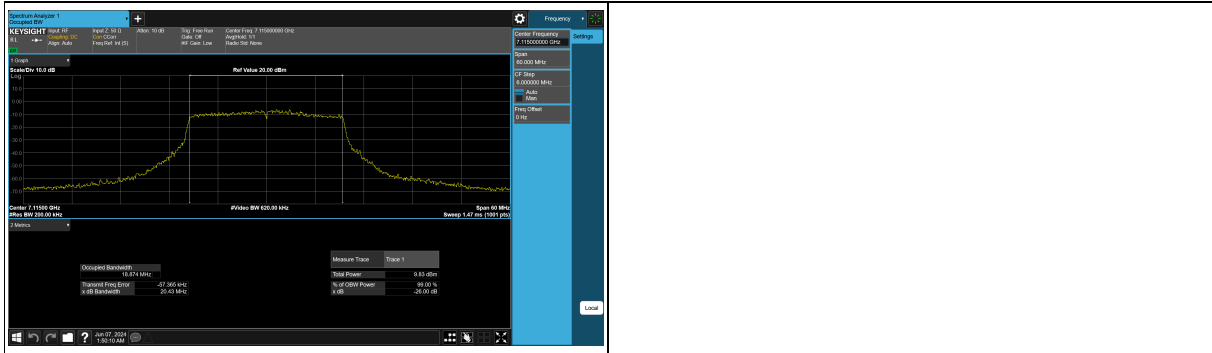 Spectrum Analyzer 1
Occupied BW
Frequency
KEYSIGHT
Input: RF
Coupling: DC
Align: Auto
Input Z: 50 Ω
Corr CCorr
Freq Ref: Int (S)
Atten: 10 dB
Trig: Free Run
Gate: Off
#IF Gain: Low
Center Freq: 7.115000000 GHz
Avg|Hold: 1/1
Radio Std: None
Center Frequency
7.115000000 GHz
Settings
Span
60.000 MHz
CF Step
6.000000 MHz
Auto
Man
Freq Offset
0 Hz
1 Graph
Scale/Div 10.0 dB
Ref Value 20.00 dBm
Log
10.0
0.00
-10.0
-20.0
-30.0
-40.0
-50.0
-60.0
-70.0
Center 7.11500 GHz
#Video BW 620.00 kHz
Span 60 MHz
#Res BW 200.00 kHz
Sweep 1.47 ms (1001 pts)
2 Metrics
Measure Trace
Trace 1
Occupied Bandwidth
18.874 MHz
Total Power
9.83 dBm
Transmit Freq Error
-57.365 kHz
% of OBW Power
99.00 %
x dB Bandwidth
20.43 MHz
x dB
-26.00 dB
Local
Jun 07, 2024
1:50:10 AM